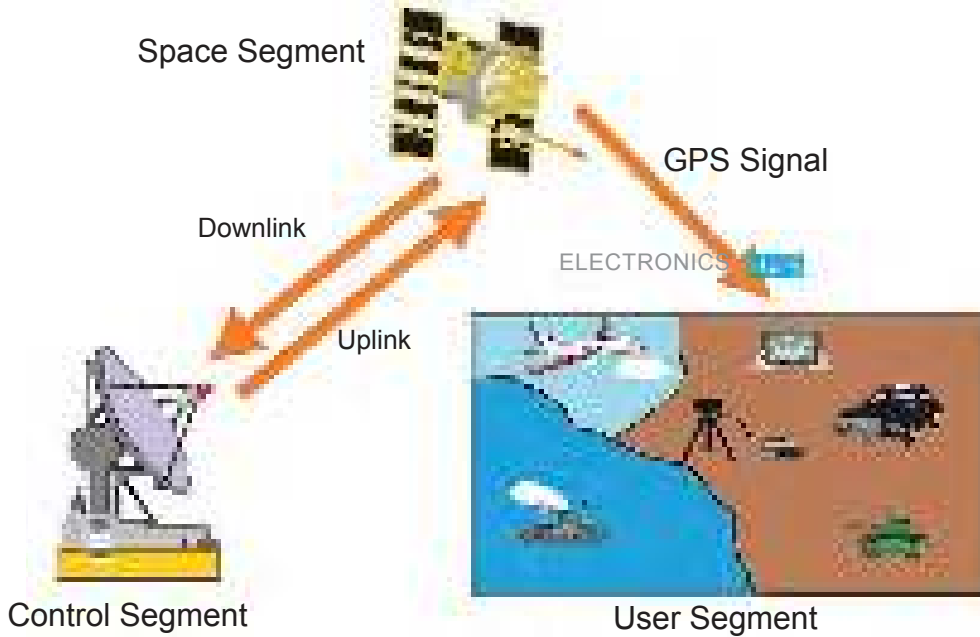 Space Segment
GPS Signal
Downlink
ELECTRONICS
Uplink
Control Segment
User Segment